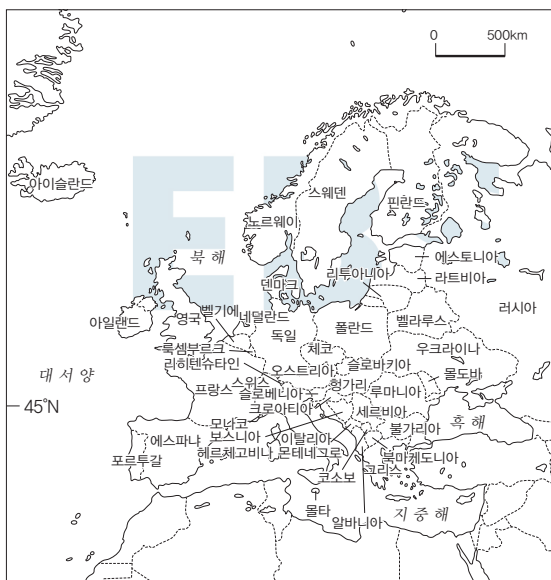 0 500km
아이슬란드
스웨덴
핀란드
노르웨이
북해
에스토니아
리투아니아
라트비아
덴마크
러시아
아일랜드
영국
벨기에
네덜란드
독일
폴란드
벨라루스
룩셈부르크
체코
우크라이나
리히텐슈타인
슬로바키아
오스트리아
몰도바
대서양
스위스
헝가리
프랑스
슬로베니아
루마니아
45°N
크로아티아
세르비아
흑해
모나코
불가리아
에스파냐
보스니아
헤르체고비나
이탈리아
몬테네그로
북마케도니아
포르투갈
코소보
그리스
몰타
알바니아
지중해
EBS